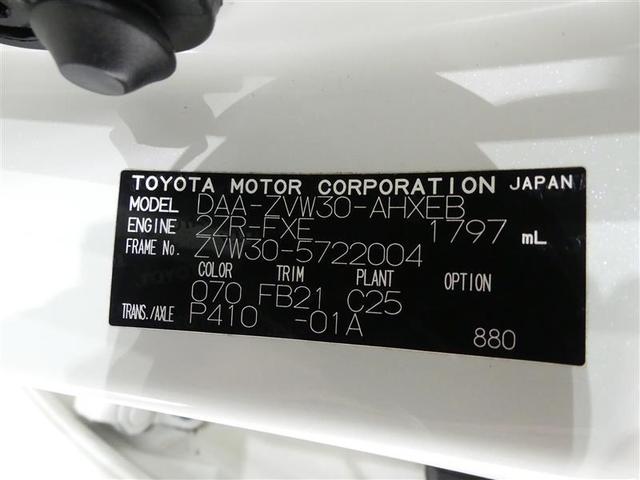 TOYOTA MOTOR CORPORATION JAPAN
MODEL DAA-ZVW30-AHXEB
ENGINE 2ZR-FXE 1797 mL
FRAME No. ZVW30-5722004
COLOR TRIM PLANT OPTION
070 FB21 C25
TRANS./AXLE P410 -01A
880